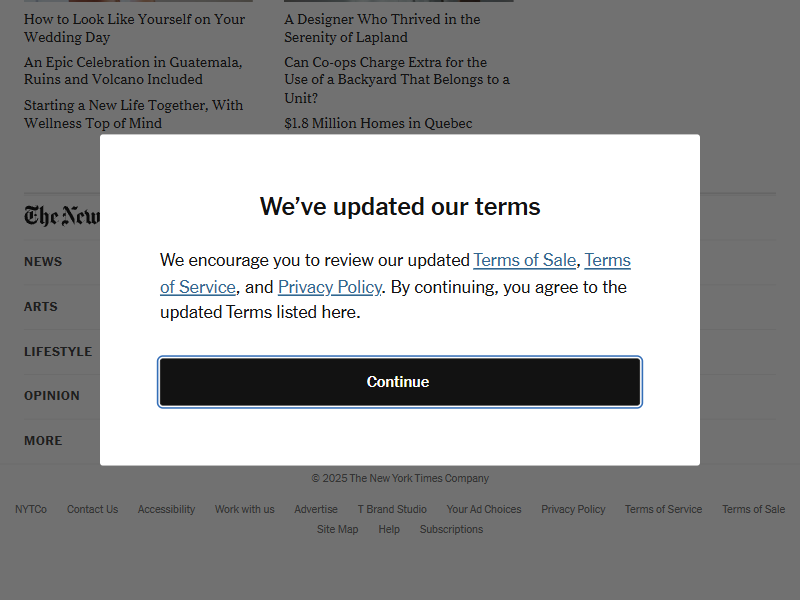 How to Look Like Yourself on Your
Wedding Day
An Epic Celebration in Guatemala,
Ruins and Volcano Included
Starting a New Life Together, With
Wellness Top of Mind
A Designer Who Thrived in the
Serenity of Lapland
Can Co-ops Charge Extra for the
Use of a Backyard That Belongs to a
Unit?
$1.8 Million Homes in Quebec
The New
We’ve updated our terms
We encourage you to review our updated Terms of Sale, Terms
of Service, and Privacy Policy. By continuing, you agree to the
updated Terms listed here.
Continue
NEWS
ARTS
LIFESTYLE
OPINION
MORE
© 2025 The New York Times Company
NYTCo Contact Us Accessibility Work with us Advertise T Brand Studio Your Ad Choices Privacy Policy Terms of Service Terms of Sale
Site Map Help Subscriptions